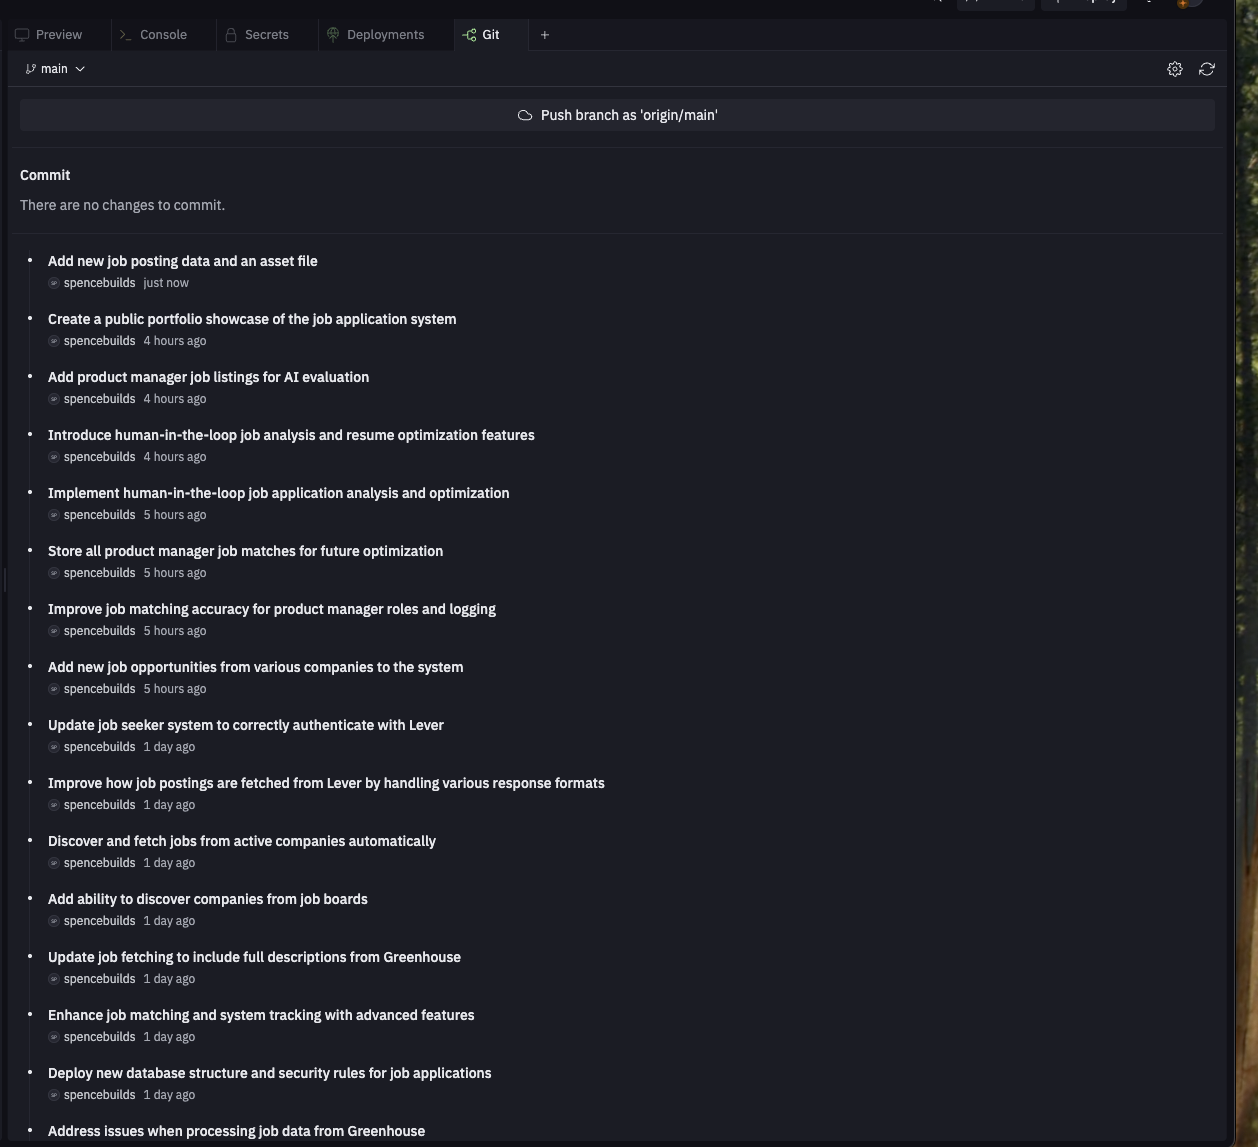 Preview
Console
Secrets
Deployments
Git
main
Push branch as 'origin/main'
Commit
There are no changes to commit.
Add new job posting data and an asset file
spencebuilds just now
Create a public portfolio showcase of the job application system
spencebuilds 4 hours ago
Add product manager job listings for AI evaluation
spencebuilds 4 hours ago
Introduce human-in-the-loop job analysis and resume optimization features
spencebuilds 4 hours ago
Implement human-in-the-loop job application analysis and optimization
spencebuilds 5 hours ago
Store all product manager job matches for future optimization
spencebuilds 5 hours ago
Improve job matching accuracy for product manager roles and logging
spencebuilds 5 hours ago
Add new job opportunities from various companies to the system
spencebuilds 5 hours ago
Update job seeker system to correctly authenticate with Lever
spencebuilds 1 day ago
Improve how job postings are fetched from Lever by handling various response formats
spencebuilds 1 day ago
Discover and fetch jobs from active companies automatically
spencebuilds 1 day ago
Add ability to discover companies from job boards
spencebuilds 1 day ago
Update job fetching to include full descriptions from Greenhouse
spencebuilds 1 day ago
Enhance job matching and system tracking with advanced features
spencebuilds 1 day ago
Deploy new database structure and security rules for job applications
spencebuilds 1 day ago
Address issues when processing job data from Greenhouse